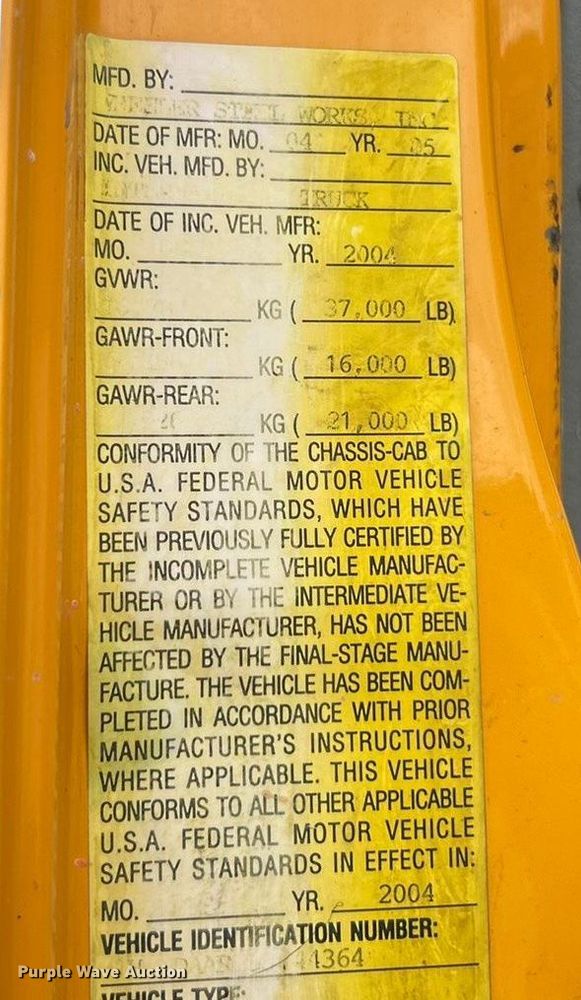 MFD. BY:
STEEL WORKS, INC
DATE OF MFR: MO. 04 YR. 05
INC. VEH. MFD. BY:
TRUCK
DATE OF INC. VEH. MFR:
MO. YR. 2004
GVWR:
KG ( 37,000 LB)
GAWR-FRONT:
KG ( 16,000 LB)
GAWR-REAR:
KG ( 21,000 LB)
CONFORMITY OF THE CHASSIS-CAB TO
U.S.A. FEDERAL MOTOR VEHICLE
SAFETY STANDARDS, WHICH HAVE
BEEN PREVIOUSLY FULLY CERTIFIED BY
THE INCOMPLETE VEHICLE MANUFAC-
TURER OR BY THE INTERMEDIATE VE-
HICLE MANUFACTURER, HAS NOT BEEN
AFFECTED BY THE FINAL-STAGE MANU-
FACTURE. THE VEHICLE HAS BEEN COM-
PLETED IN ACCORDANCE WITH PRIOR
MANUFACTURER'S INSTRUCTIONS,
WHERE APPLICABLE. THIS VEHICLE
CONFORMS TO ALL OTHER APPLICABLE
U.S.A. FEDERAL MOTOR VEHICLE
SAFETY STANDARDS IN EFFECT IN:
MO. YR. 2004
VEHICLE IDENTIFICATION NUMBER:
44364
VEHICLE TYPE:
Purple Wave Auction